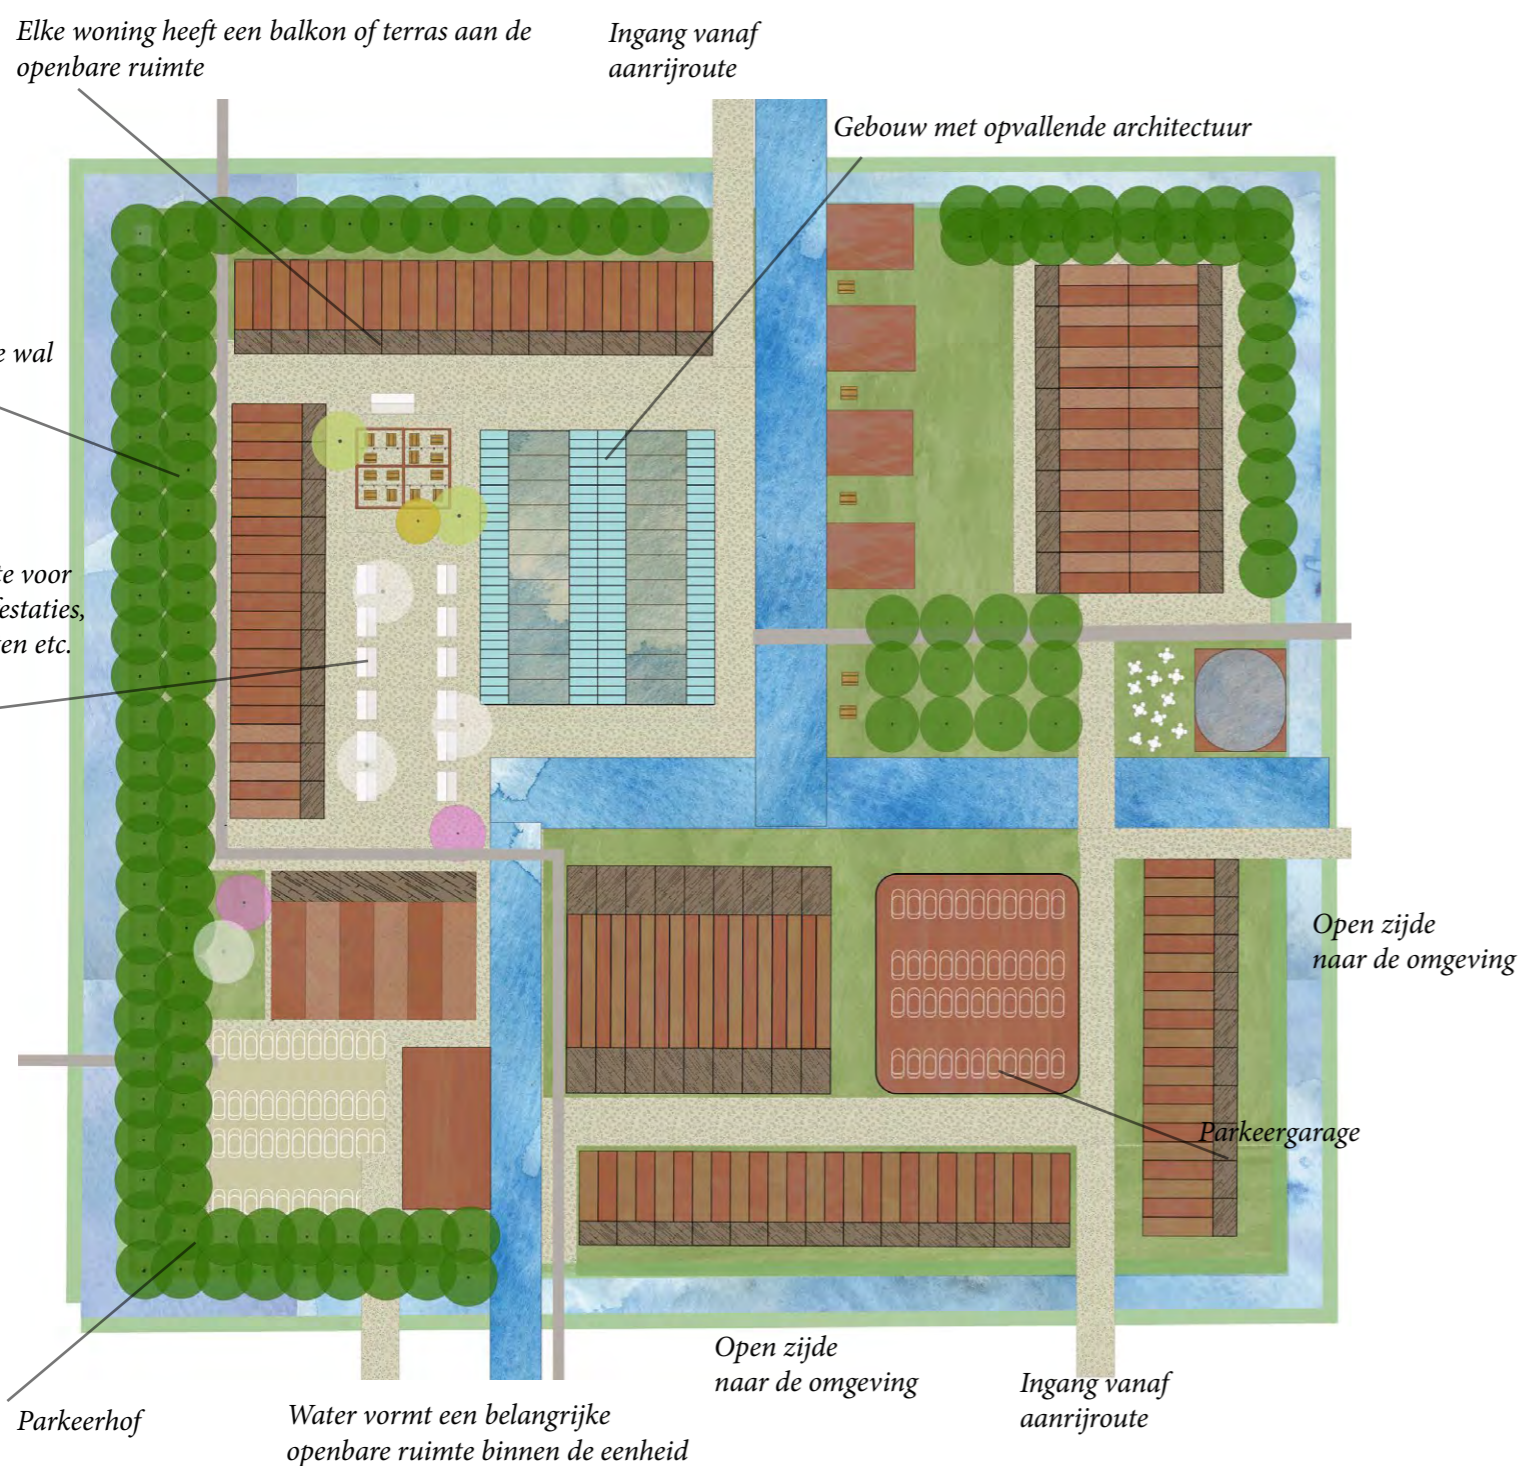 Elke woning heeft een balkon of terras aan de
openbare ruimte
Ingang vanaf
aanrijroute
Gebouw met opvallende architectuur
wal
voor
etc.
Open zijde
naar de omgeving
Parkeergarage
Open zijde
naar de omgeving
Ingang vanaf
aanrijroute
Parkeerhof
Water vormt een belangrijke
openbare ruimte binnen de eenheid